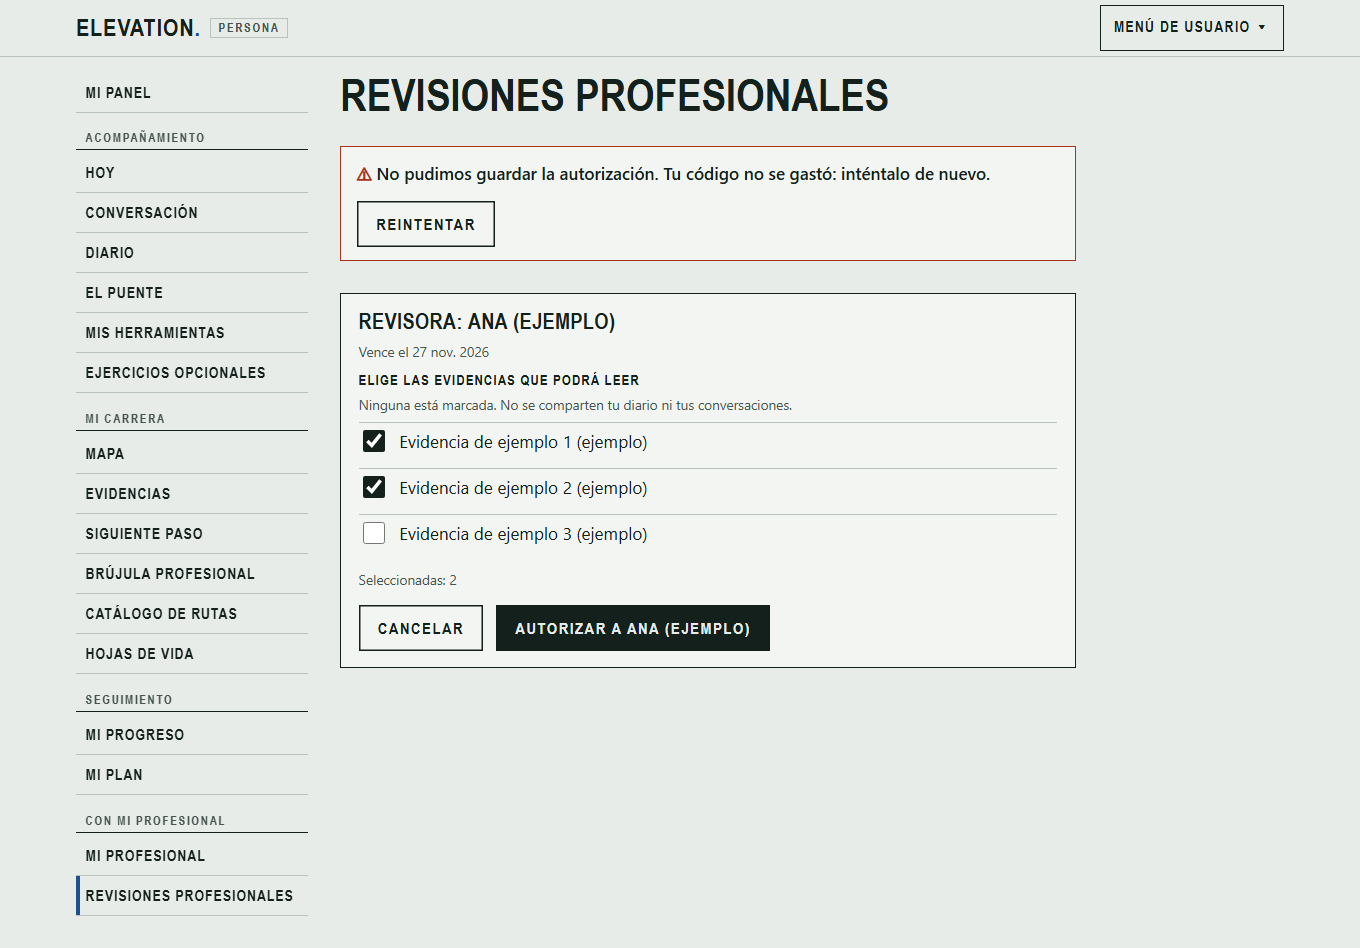 ELEVATION. PERSONA
MENÚ DE USUARIO
MI PANEL
ACOMPAÑAMIENTO
HOY
CONVERSACIÓN
DIARIO
EL PUENTE
MIS HERRAMIENTAS
EJERCICIOS OPCIONALES
MI CARRERA
MAPA
EVIDENCIAS
SIGUIENTE PASO
BRÚJULA PROFESIONAL
CATÁLOGO DE RUTAS
HOJAS DE VIDA
SEGUIMIENTO
MI PROGRESO
MI PLAN
CON MI PROFESIONAL
MI PROFESIONAL
REVISIONES PROFESIONALES
REVISIONES PROFESIONALES
No pudimos guardar la autorización. Tu código no se gastó: inténtalo de nuevo.
REINTENTAR
REVISORA: ANA (EJEMPLO)
Vence el 27 nov. 2026
ELIGE LAS EVIDENCIAS QUE PODRÁ LEER
Ninguna está marcada. No se comparten tu diario ni tus conversaciones.
Evidencia de ejemplo 1 (ejemplo)
Evidencia de ejemplo 2 (ejemplo)
Evidencia de ejemplo 3 (ejemplo)
Seleccionadas: 2
CANCELAR
AUTORIZAR A ANA (EJEMPLO)